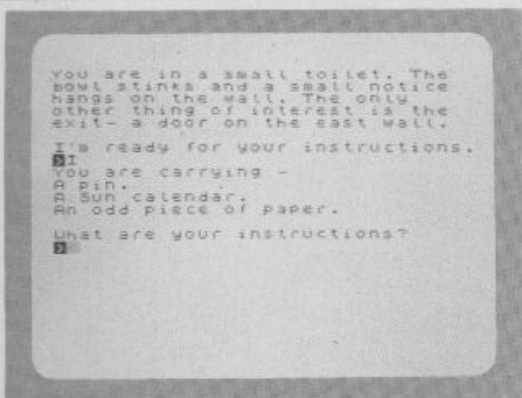 You are in a small toilet. The
bowl stinks and a small notice
hangs on the wall. The only
other thing of interest is the
exit- a door on the east wall.
I'm ready for your instructions.
>I
You are carrying -
A pin.
A Sun calendar.
An odd piece of paper.
What are your instructions?
>